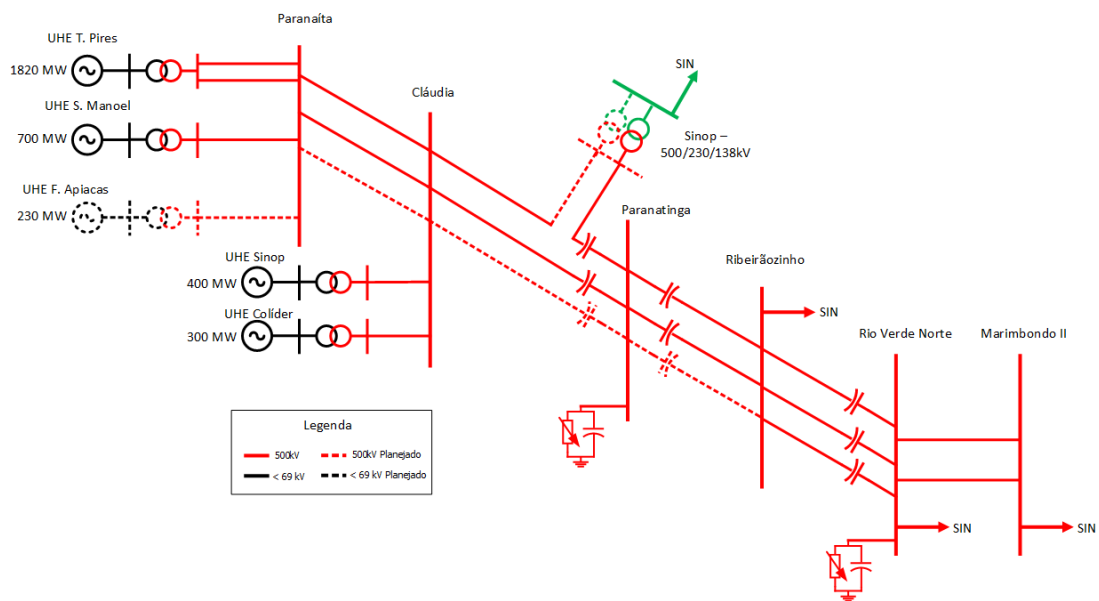 Paranaíta
UHE T. Pires
1820 MW
Cláudia
SIN
UHE S. Manoel
700 MW
Sinop –
500/230/138kV
UHE F. Apiacas
230 MW
Paranatinga
UHE Sinop
400 MW
Ribeirãozinho
UHE Colíder
300 MW
SIN
Rio Verde Norte
Marimbondo II
Legenda
500kV
500kV Planejado
< 69 kV
< 69 kV Planejado
SIN
SIN